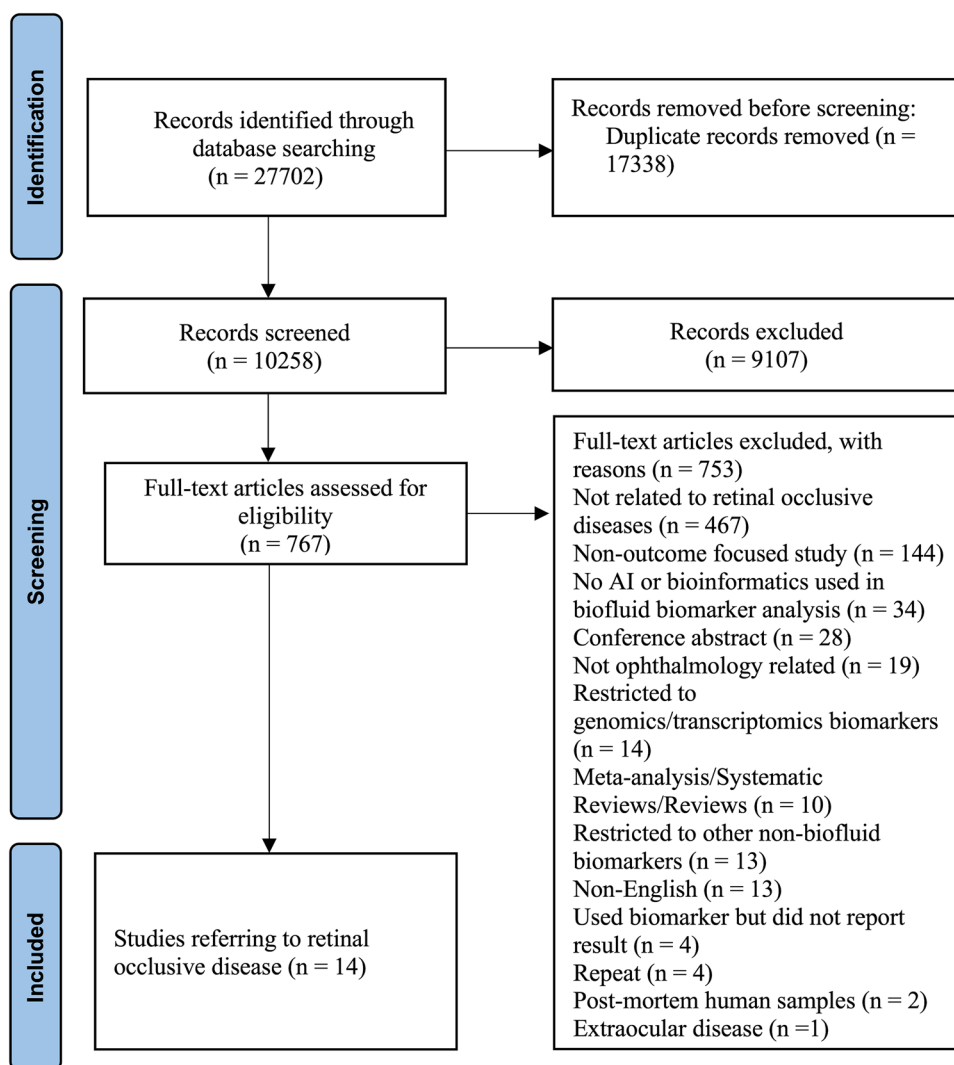 Identification
Records identified through
database searching
(n = 27702)
Records removed before screening:
Duplicate records removed (n =
17338)
Screening
Records screened
(n = 10258)
Records excluded
(n = 9107)
Full-text articles assessed for
eligibility
(n = 767)
Full-text articles excluded, with
reasons (n = 753)
Not related to retinal occlusive
diseases (n = 467)
Non-outcome focused study (n = 144)
No AI or bioinformatics used in
biofluid biomarker analysis (n = 34)
Conference abstract (n = 28)
Not ophthalmology related (n = 19)
Restricted to
genomics/transcriptomics biomarkers
(n = 14)
Meta-analysis/Systematic
Reviews/Reviews (n = 10)
Restricted to other non-biofluid
biomarkers (n = 13)
Non-English (n = 13)
Used biomarker but did not report
result (n = 4)
Repeat (n = 4)
Post-mortem human samples (n = 2)
Extraocular disease (n =1)
Included
Studies referring to retinal
occlusive disease (n = 14)